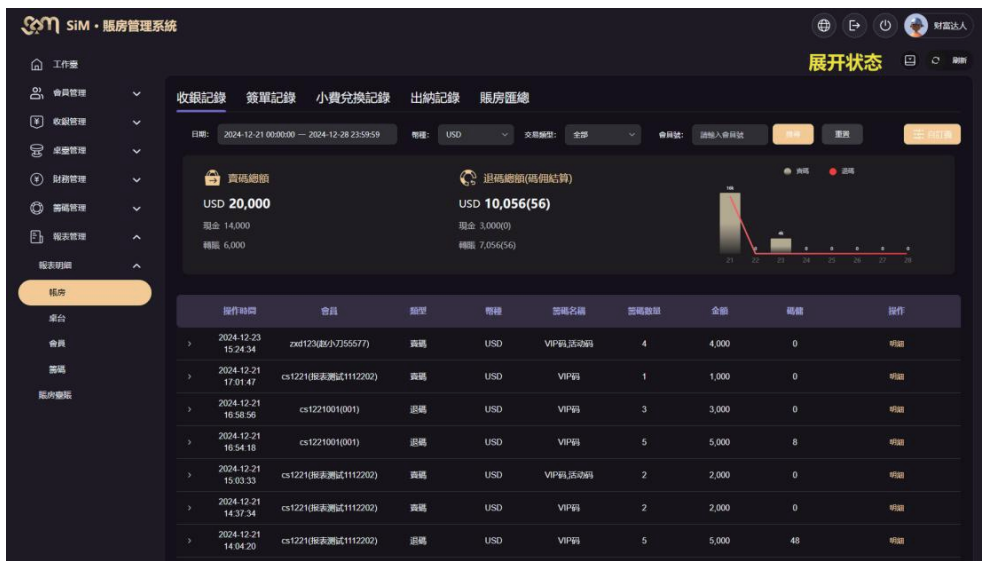 SiM • 賬房管理系統
财富达人
展开状态
刷新
工作臺
會員管理
收銀管理
桌臺管理
財務管理
籌碼管理
報表管理
報表明細
帳房
桌台
會員
籌碼
賬房臺賬
收銀記錄 簽單記錄 小費兌換記錄 出納記錄 賬房匯總
日期: 2024-12-21 00:00:00 — 2024-12-28 23:59:59 幣種: USD 交易類型: 全部 會員號: 請輸入會員號 搜尋 重置 自訂義
賣碼總額
USD 20,000
現金 14,000
轉賬 6,000
退碼總額(碼佣結算)
USD 10,056(56)
現金 3,000(0)
轉賬 7,056(56)
賣碼 退碼
21 22 23 24 25 26 27 28
操作時間 會員 類型 幣種 籌碼名稱 籌碼數量 金額 碼傭 操作
2024-12-23 15:24:34 zxd123(赵小刀55577) 賣碼 USD VIP码,活动码 4 4,000 0 明細
2024-12-21 17:01:47 cs1221(报表测试1112202) 賣碼 USD VIP码 1 1,000 0 明細
2024-12-21 16:58:56 cs1221001(001) 退碼 USD VIP码 3 3,000 0 明細
2024-12-21 16:54:18 cs1221001(001) 退碼 USD VIP码 5 5,000 8 明細
2024-12-21 15:03:33 cs1221(报表测试1112202) 賣碼 USD VIP码,活动码 2 2,000 0 明細
2024-12-21 14:37:34 cs1221(报表测试1112202) 賣碼 USD VIP码 2 2,000 0 明細
2024-12-21 14:04:20 cs1221(报表测试1112202) 退碼 USD VIP码 5 5,000 48 明細